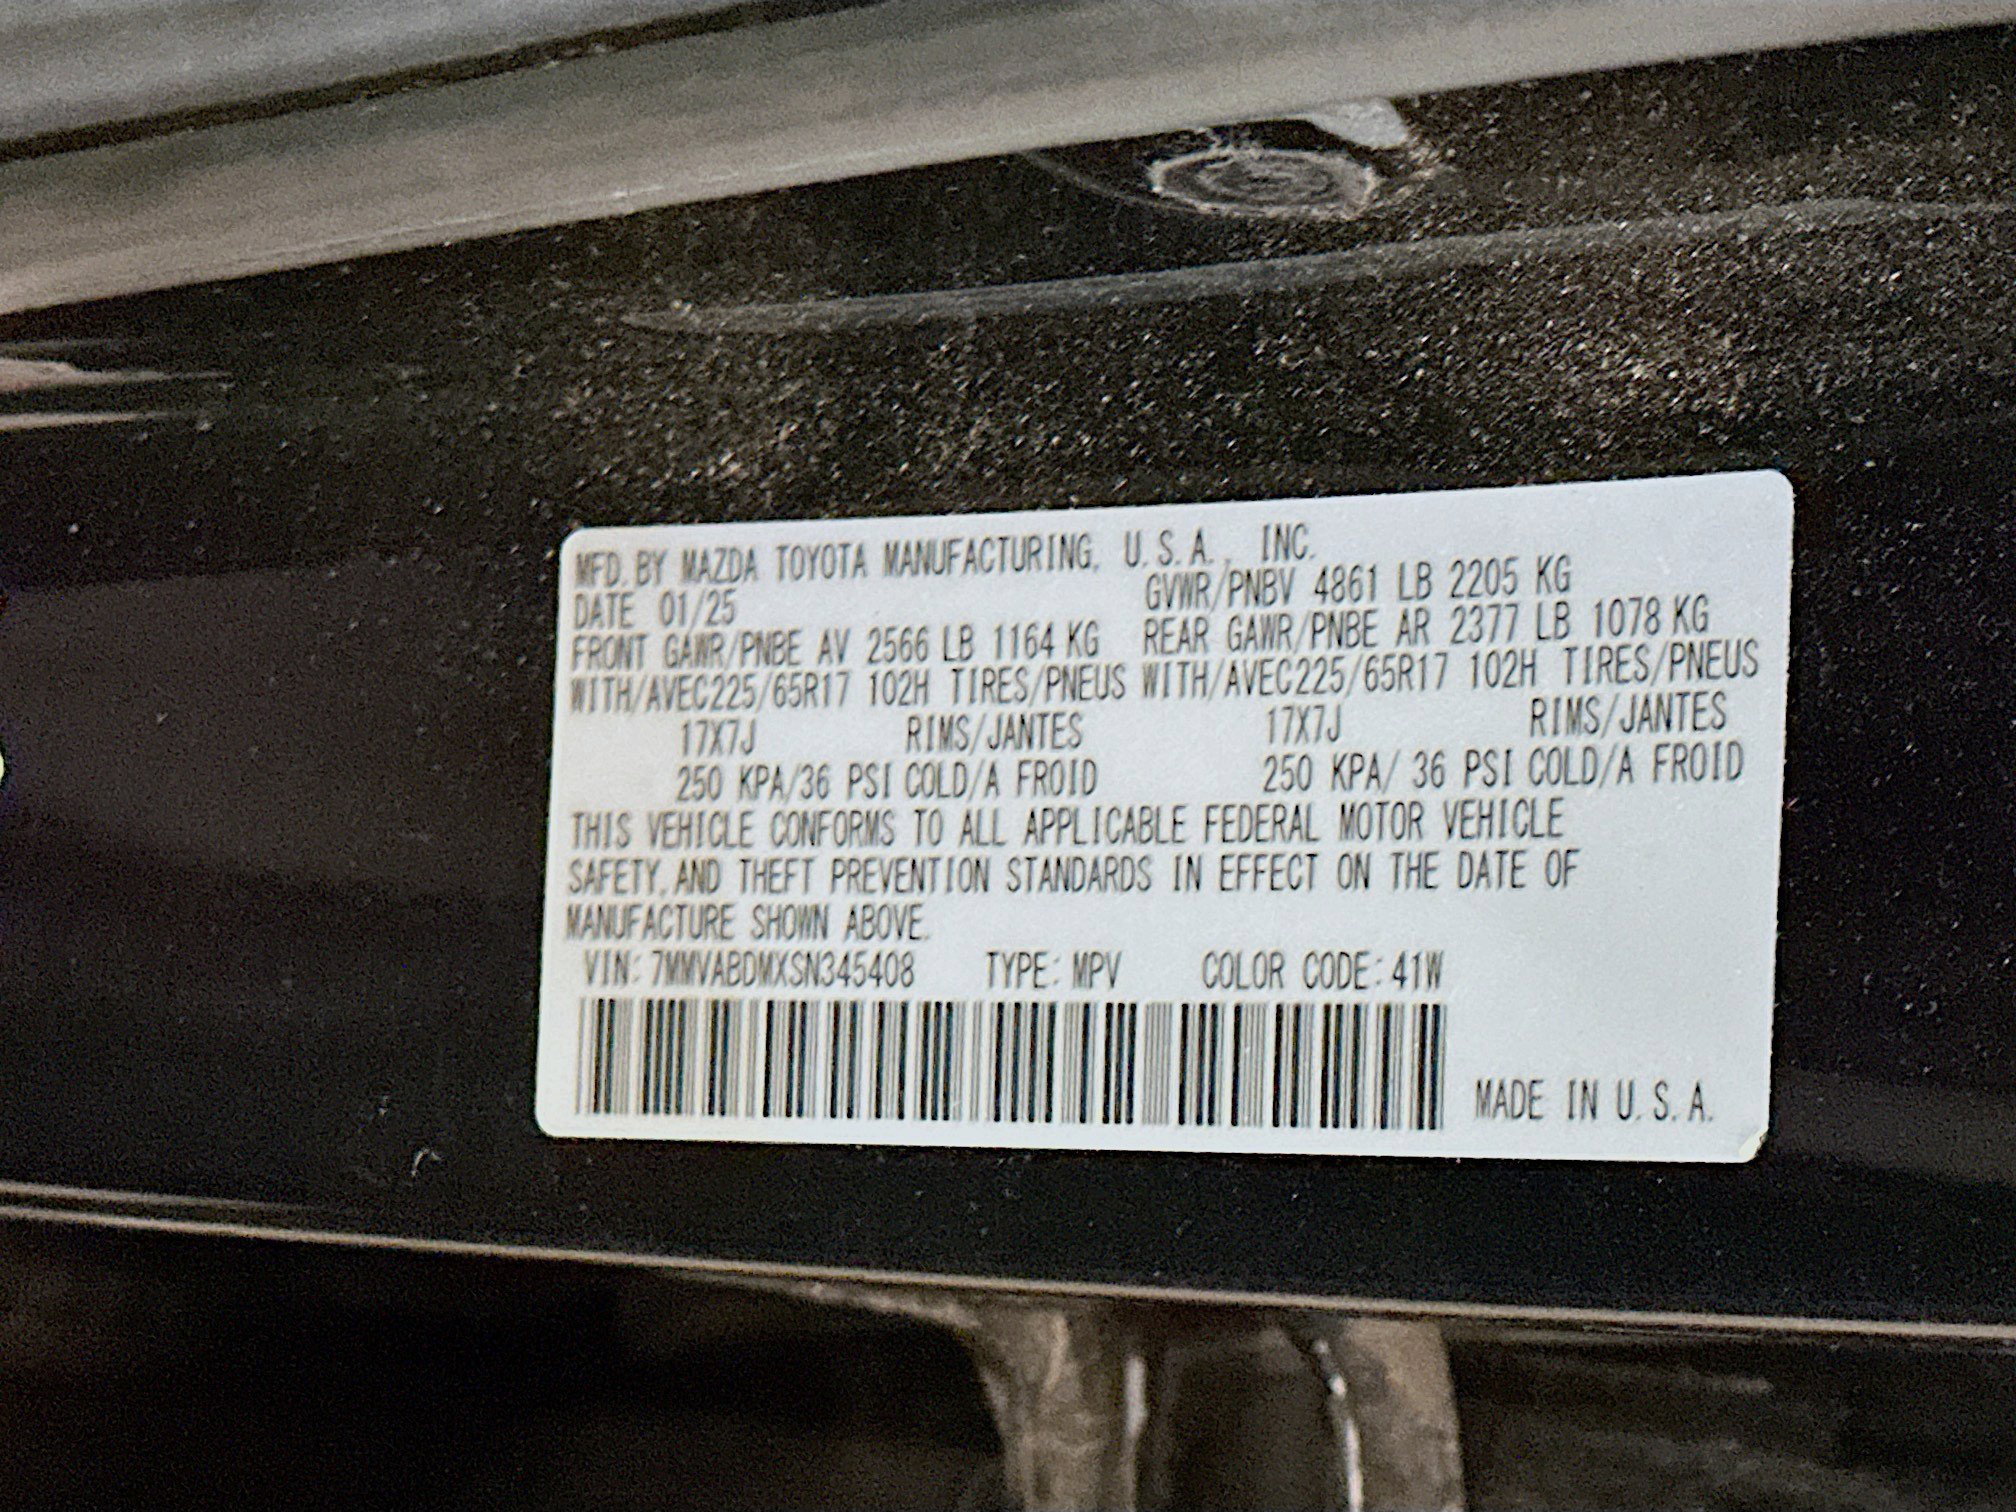 MFD. BY MAZDA TOYOTA MANUFACTURING, U.S.A., INC.
DATE 01/25 GVWR/PNBV 4861 LB 2205 KG
FRONT GAWR/PNBE AV 2566 LB 1164 KG REAR GAWR/PNBE AR 2377 LB 1078 KG
WITH/AVEC225/65R17 102H TIRES/PNEUS WITH/AVEC225/65R17 102H TIRES/PNEUS
17X7J RIMS/JANTES 17X7J RIMS/JANTES
250 KPA/36 PSI COLD/A FROID 250 KPA/ 36 PSI COLD/A FROID
THIS VEHICLE CONFORMS TO ALL APPLICABLE FEDERAL MOTOR VEHICLE
SAFETY, AND THEFT PREVENTION STANDARDS IN EFFECT ON THE DATE OF
MANUFACTURE SHOWN ABOVE.
VIN: 7MMVABDMXSN345408 TYPE: MPV COLOR CODE: 41W
MADE IN U.S.A.